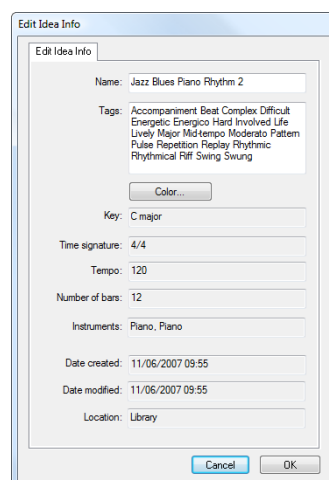 Edit Idea Info
Edit Idea Info
Name: Jazz Blues Piano Rhythm 2
Tags: Accompaniment Beat Complex Difficult
Energetic Energico Hard Involved Life
Lively Major Mid-tempo Moderato Pattern
Pulse Repetition Replay Rhythmic
Rhythmical Riff Swing Swung
Color...
Key: C major
Time signature: 4/4
Tempo: 120
Number of bars: 12
Instruments: Piano, Piano
Date created: 11/06/2007 09:55
Date modified: 11/06/2007 09:55
Location: Library
Cancel OK